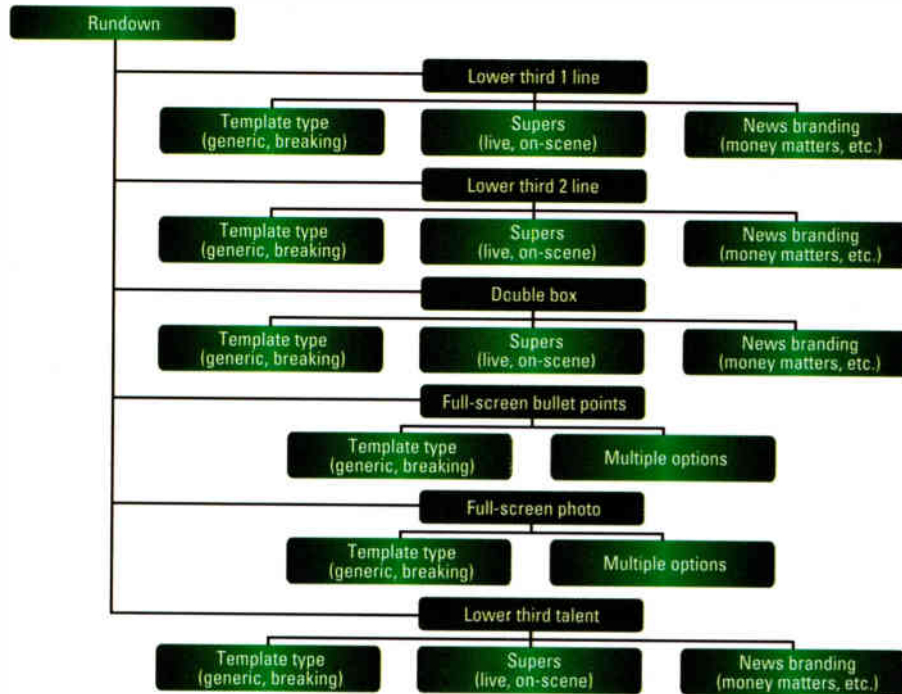 Rundown
Lower third 1 line
Template type
(generic, breaking)
Supers
(live, on-scene)
News branding
(money matters, etc.)
Lower third 2 line
Template type
(generic, breaking)
Supers
(live, on-scene)
News branding
(money matters, etc.)
Double box
Template type
(generic, breaking)
Supers
(live, on-scene)
News branding
(money matters, etc.)
Full-screen bullet points
Template type
(generic, breaking)
Multiple options
Full-screen photo
Template type
(generic, breaking)
Multiple options
Lower third talent
Template type
(generic, breaking)
Supers
(live, on-scene)
News branding
(money matters, etc.)